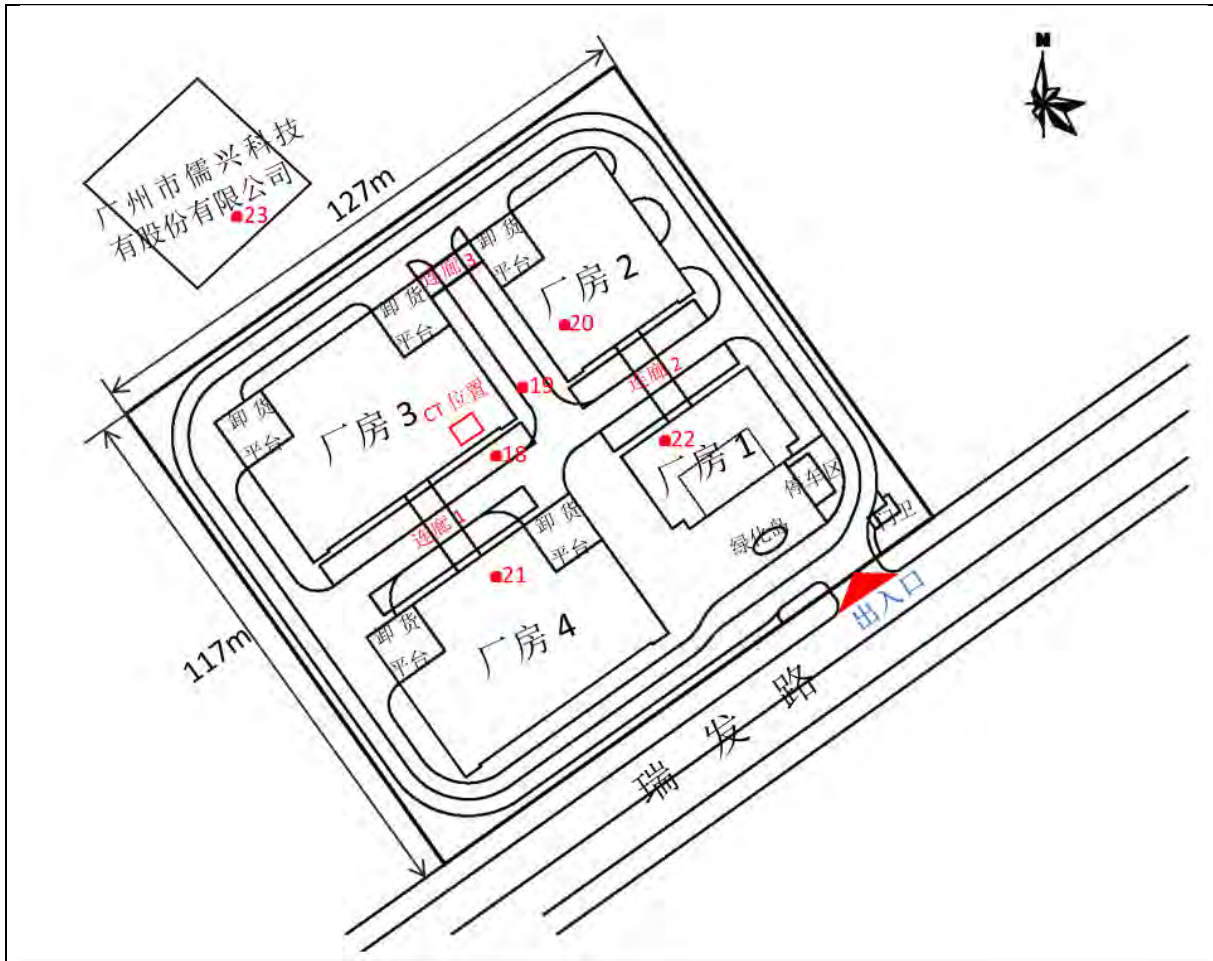 N
广州市儒兴科技
有股份有限公司
23
127m
卸货
平台
厂房 2
20
连廊 3
卸货
平台
19
连廊 2
CT 位置
厂房 3
卸货
平台
18
22
厂房 1
停车区
门卫
绿化岛
出入口
连廊 1
卸货
平台
21
厂房 4
卸货
平台
117m
瑞发路